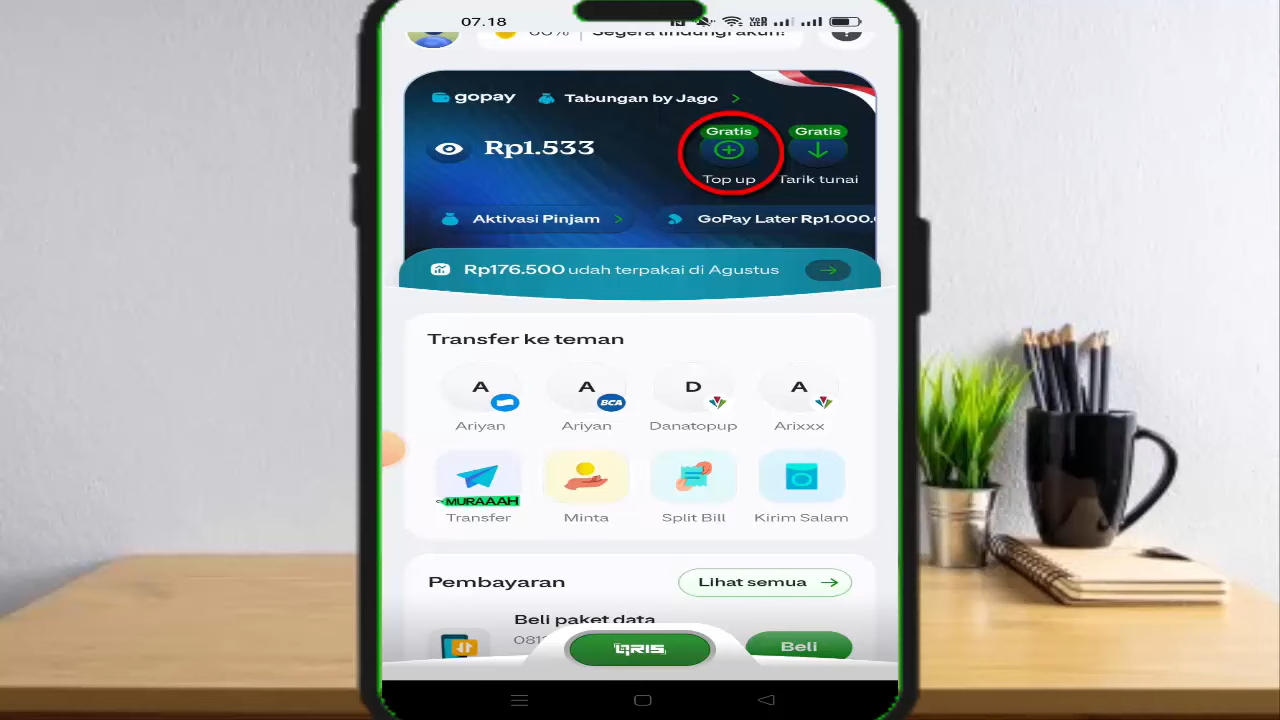 07.18
60% | Segera lindungi akun!
gopay Tabungan by Jago >
Rp1.533
Gratis Gratis
Top up Tarik tunai
Aktivasi Pinjam > GoPay Later Rp1.000.
Rp176.500 udah terpakai di Agustus
Transfer ke teman
A A D A
BCA
Ariyan Ariyan Danatopup Arixxx
MURAAAH
Transfer Minta Split Bill Kirim Salam
Pembayaran Lihat semua
Beli paket data
081
QRIS Beli